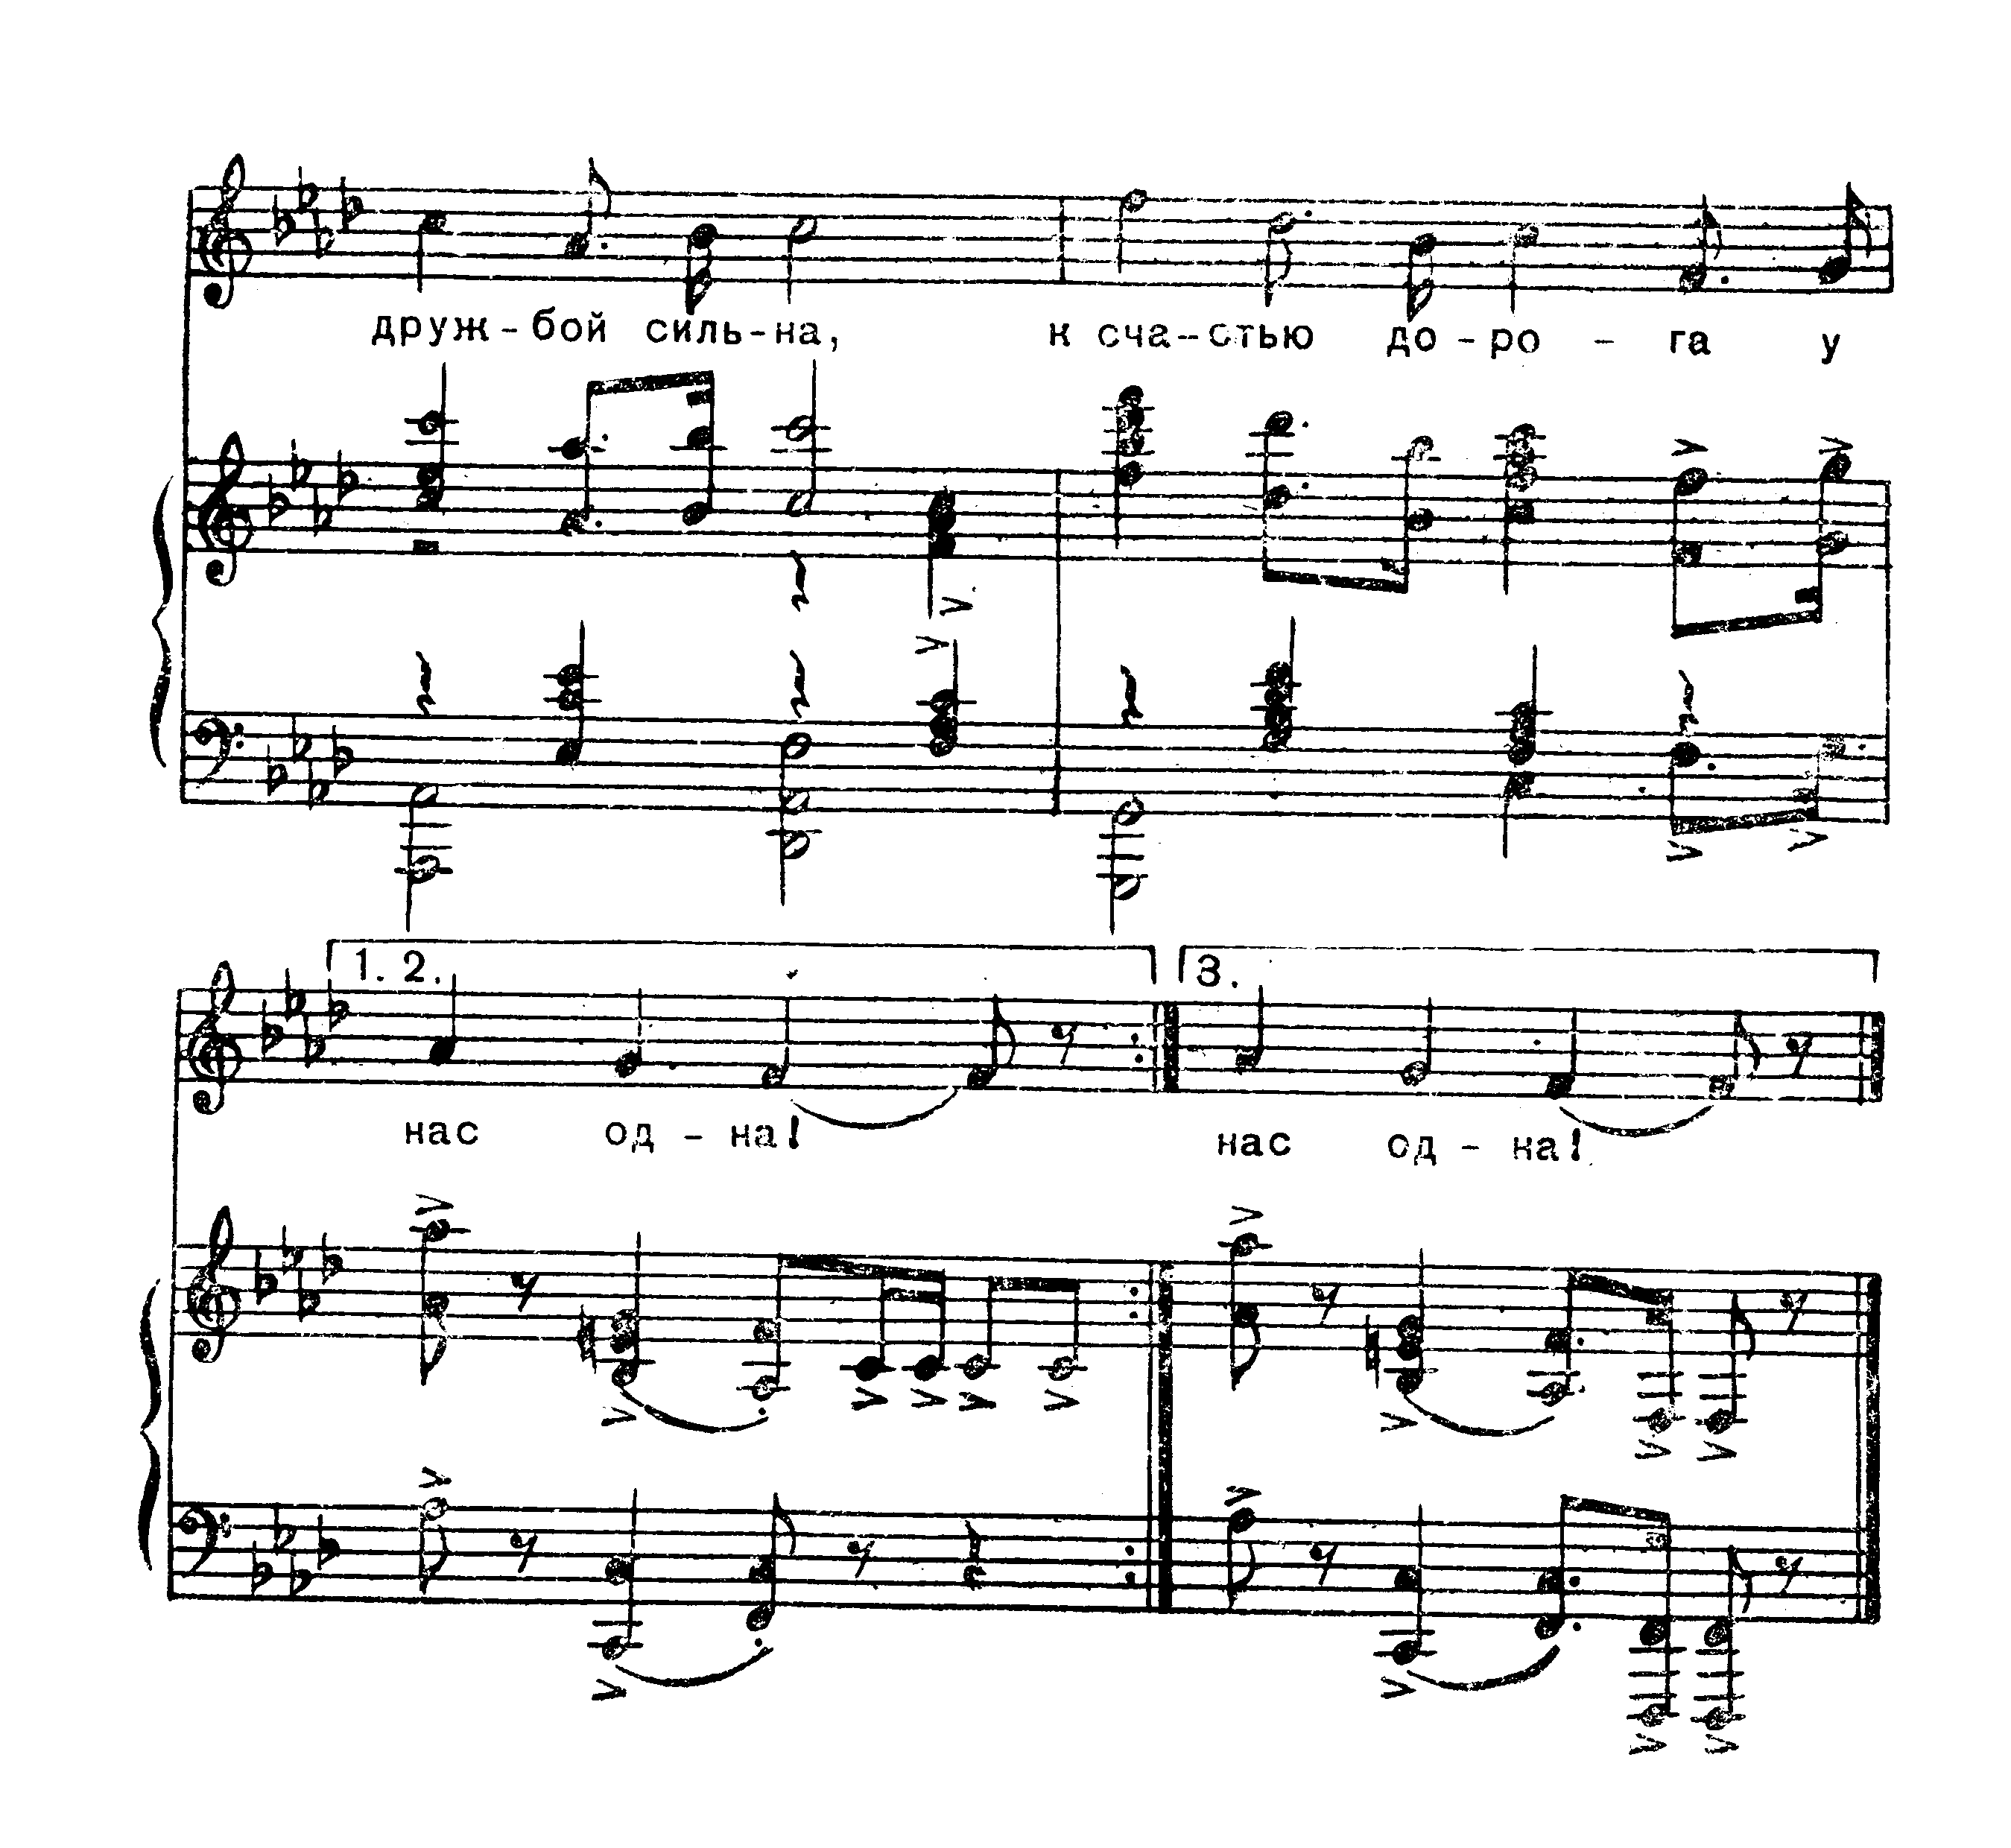 друж-бой силь-на, к сча-стью до-ро - га у
1. 2. 3.
нас од - на! нас од - на!